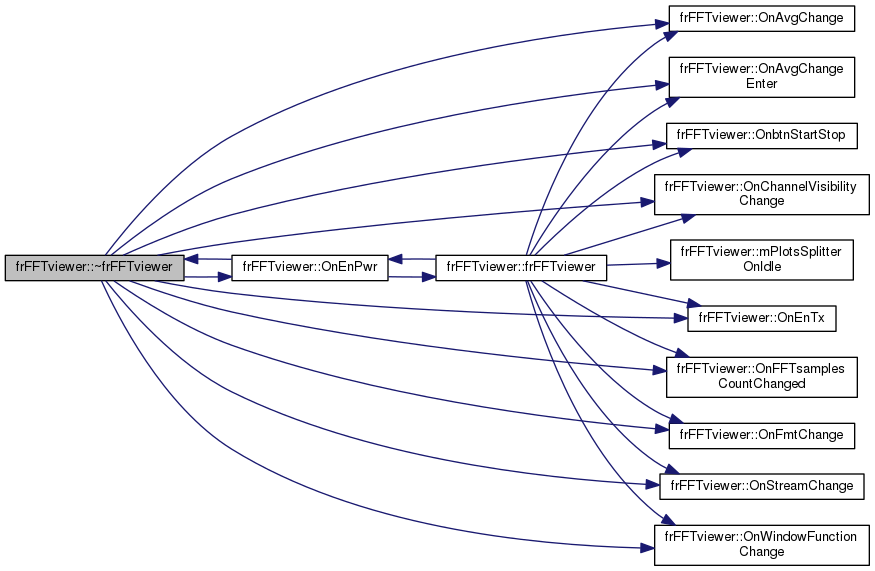 frFFTviewer::~frFFTviewer
frFFTviewer::OnEnPwr
frFFTviewer::frFFTviewer
frFFTviewer::OnAvgChange
frFFTviewer::OnAvgChange
Enter
frFFTviewer::OnbtnStartStop
frFFTviewer::OnChannelVisibility
Change
frFFTviewer::mPlotsSplitter
OnIdle
frFFTviewer::OnEnTx
frFFTviewer::OnFFTsamples
CountChanged
frFFTviewer::OnFmtChange
frFFTviewer::OnStreamChange
frFFTviewer::OnWindowFunction
Change